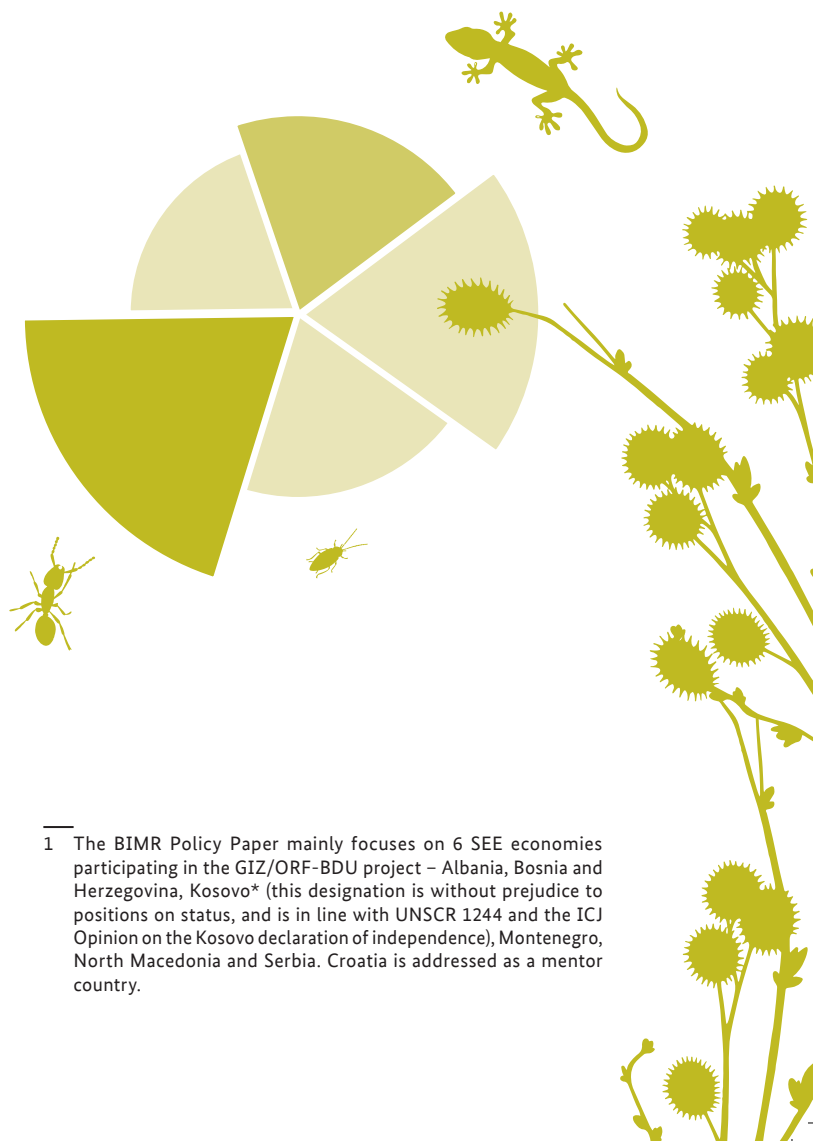 1 The BIMR Policy Paper mainly focuses on 6 SEE economies
participating in the GIZ/ORF-BDU project – Albania, Bosnia and
Herzegovina, Kosovo* (this designation is without prejudice to
positions on status, and is in line with UNSCR 1244 and the ICJ
Opinion on the Kosovo declaration of independence), Montenegro,
North Macedonia and Serbia. Croatia is addressed as a mentor
country.